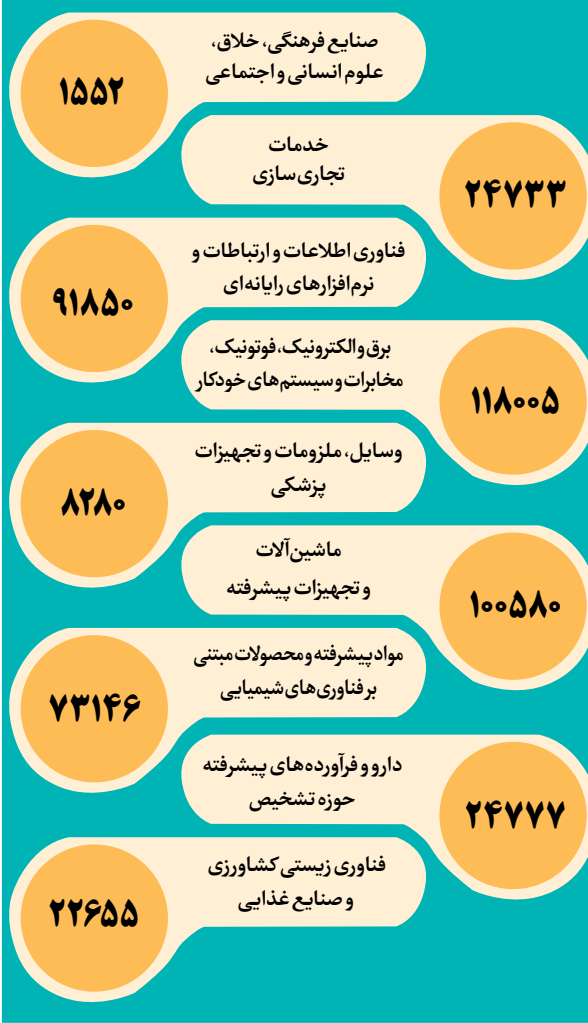 صنایع فرهنگی، خلاق،
علوم انسانی و اجتماعی
۱۵۵۲
خدمات
تجاری‌سازی
۲۴۷۳۳
فناوری اطلاعات و ارتباطات و
نرم‌افزارهای رایانه‌ای
۹۱۸۵۰
برق و الکترونیک، فوتونیک،
مخابرات و سیستم‌های خودکار
۱۱۸۰۰۵
وسایل، ملزومات و تجهیزات
پزشکی
۸۲۸۰
ماشین‌آلات
و تجهیزات پیشرفته
۱۰۰۵۸۰
مواد پیشرفته و محصولات مبتنی
بر فناوری‌های شیمیایی
۷۳۱۴۶
دارو و فرآورده‌های پیشرفته
حوزه تشخیص
۲۴۷۷۷
فناوری زیستی کشاورزی
و صنایع غذایی
۲۲۶۵۵